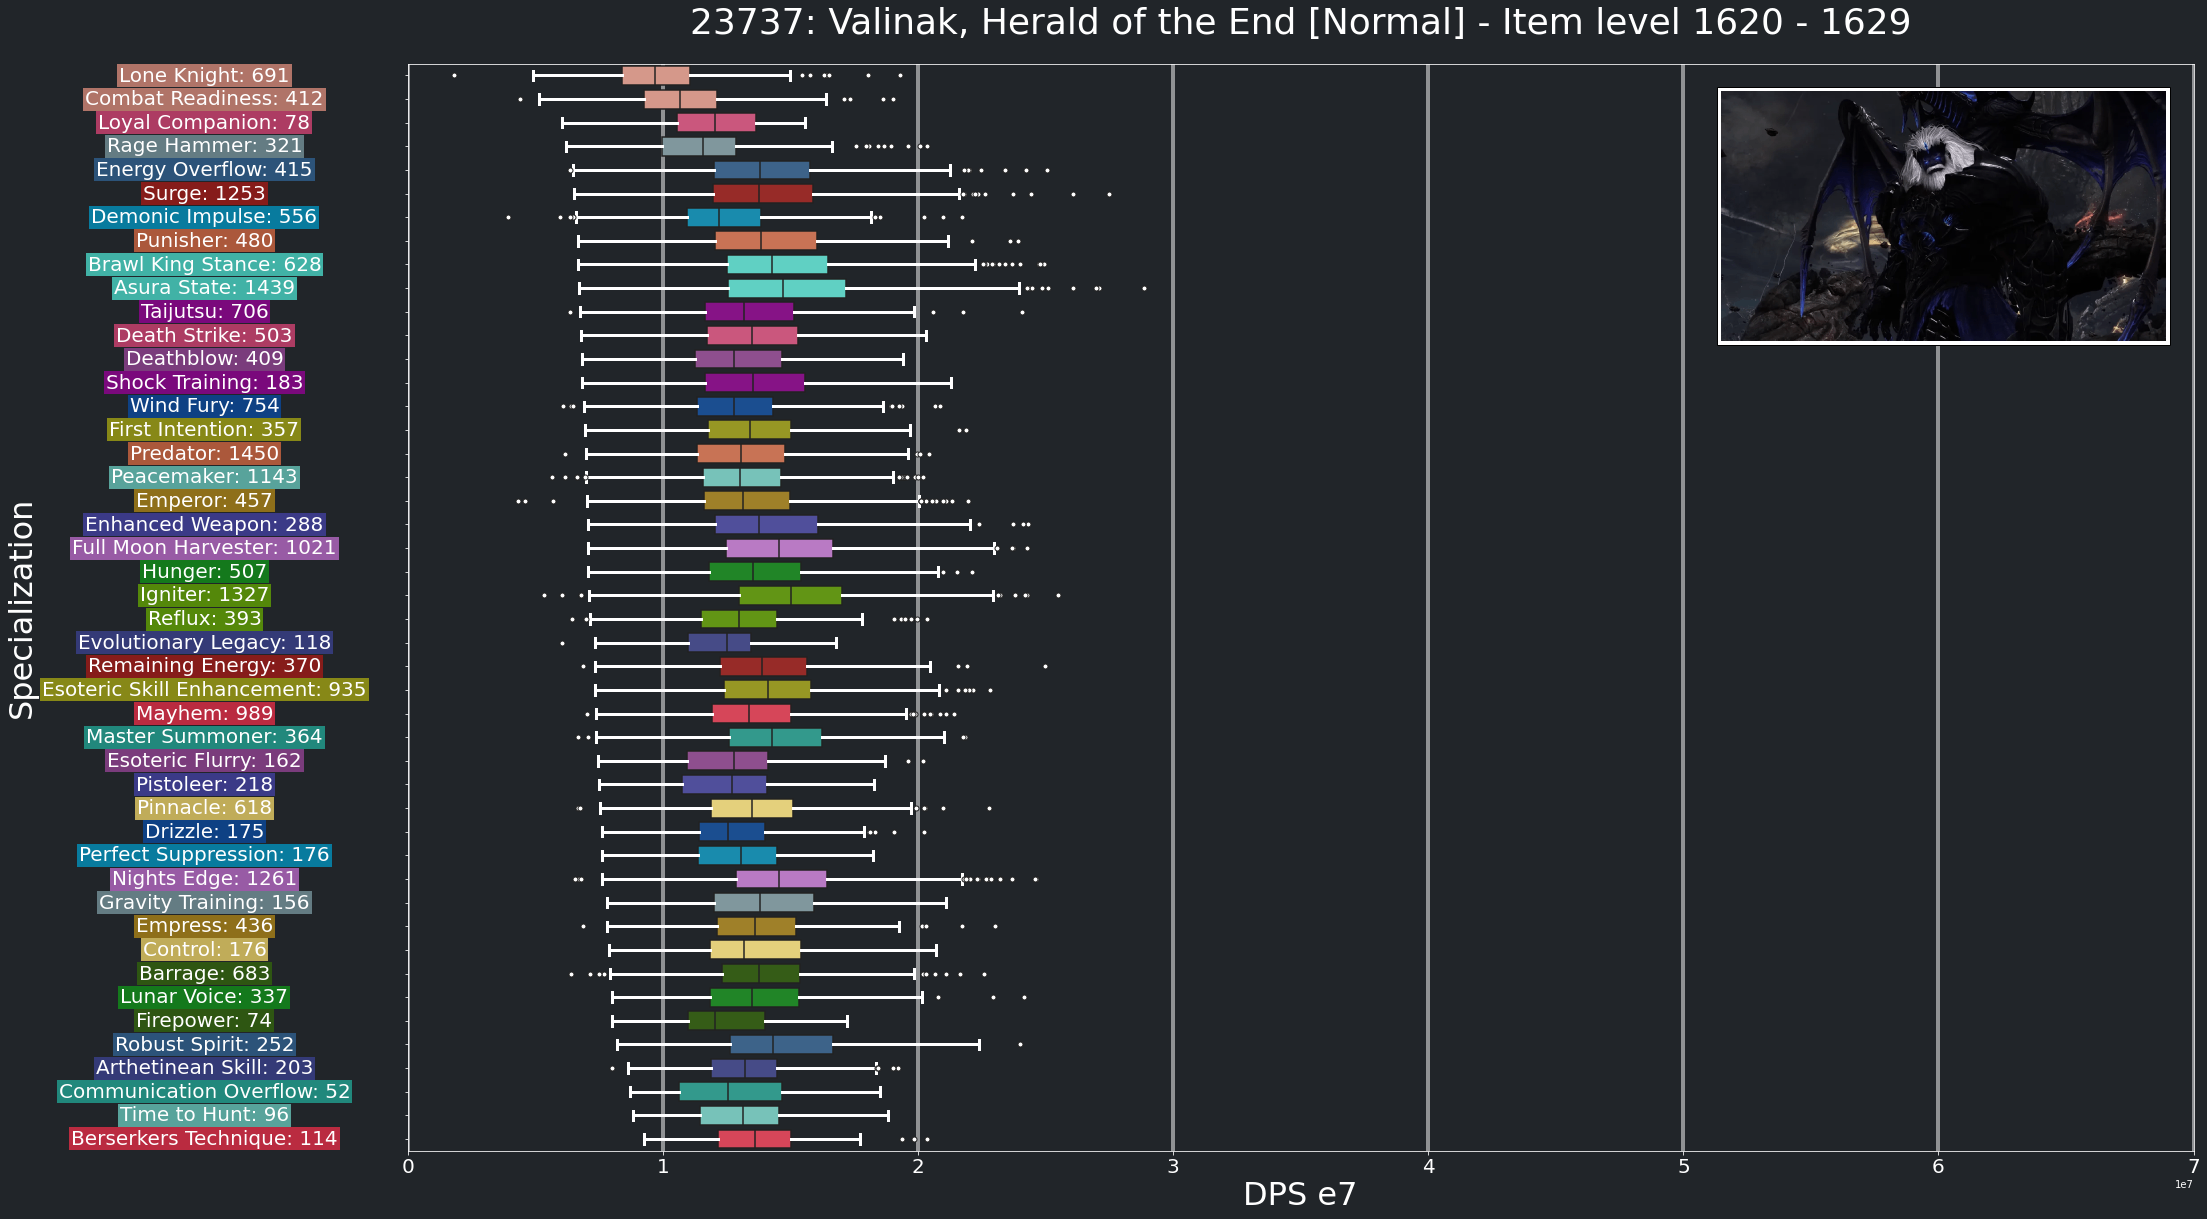 23737: Valinak, Herald of the End [Normal] - Item level 1620 - 1629
Specialization
Lone Knight: 691
Combat Readiness: 412
Loyal Companion: 78
Rage Hammer: 321
Energy Overflow: 415
Surge: 1253
Demonic Impulse: 556
Punisher: 480
Brawl King Stance: 628
Asura State: 1439
Taijutsu: 706
Death Strike: 503
Deathblow: 409
Shock Training: 183
Wind Fury: 754
First Intention: 357
Predator: 1450
Peacemaker: 1143
Emperor: 457
Enhanced Weapon: 288
Full Moon Harvester: 1021
Hunger: 507
Igniter: 1327
Reflux: 393
Evolutionary Legacy: 118
Remaining Energy: 370
Esoteric Skill Enhancement: 935
Mayhem: 989
Master Summoner: 364
Esoteric Flurry: 162
Pistoleer: 218
Pinnacle: 618
Drizzle: 175
Perfect Suppression: 176
Nights Edge: 1261
Gravity Training: 156
Empress: 436
Control: 176
Barrage: 683
Lunar Voice: 337
Firepower: 74
Robust Spirit: 252
Arthetinean Skill: 203
Communication Overflow: 52
Time to Hunt: 96
Berserkers Technique: 114
0 1 2 3 4 5 6 7
1e7
DPS e7